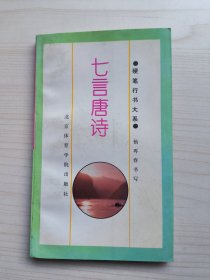 ●硬笔行书大系●
七言唐诗
杨再春书写
北京体育学院出版社